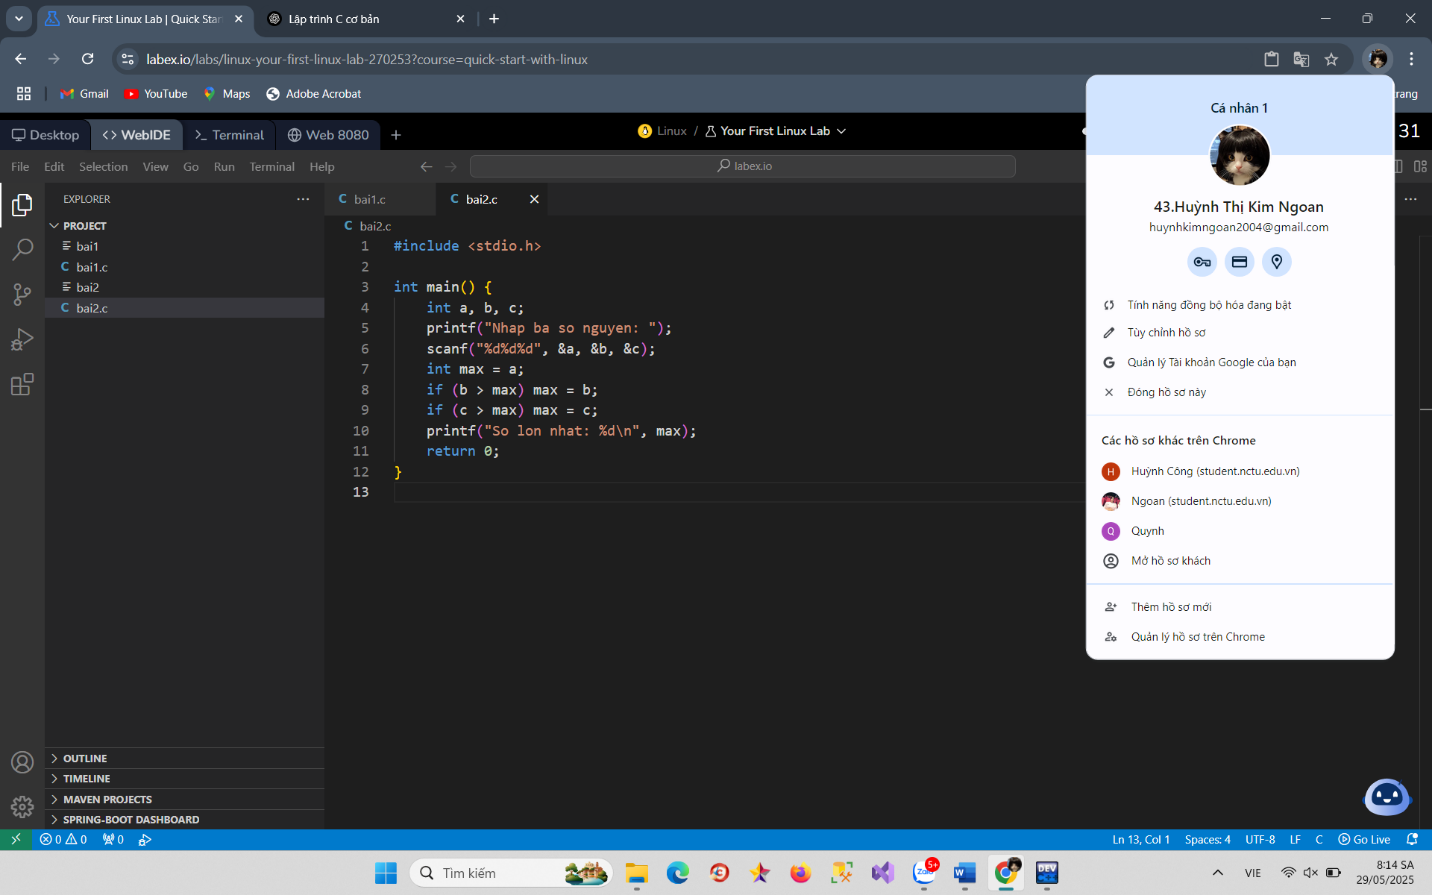 Your First Linux Lab | Quick Star
Lập trình C cơ bản
labex.io/labs/linux-your-first-linux-lab-270253?course=quick-start-with-linux
Gmail
YouTube
Maps
Adobe Acrobat
trang
Desktop
WebIDE
Terminal
Web 8080
Linux / Your First Linux Lab
31
File Edit Selection View Go Run Terminal Help
labex.io
EXPLORER
PROJECT
bai1
C bai1.c
bai2
C bai2.c
OUTLINE
TIMELINE
MAVEN PROJECTS
SPRING-BOOT DASHBOARD
C bai1.c
C bai2.c
C bai2.c
1 #include <stdio.h>
2
3 int main() {
4 int a, b, c;
5 printf("Nhap ba so nguyen: ");
6 scanf("%d%d%d", &a, &b, &c);
7 int max = a;
8 if (b > max) max = b;
9 if (c > max) max = c;
10 printf("So lon nhat: %d\n", max);
11 return 0;
12 }
13
Cá nhân 1
43.Huỳnh Thị Kim Ngoan
huynhkimngoan2004@gmail.com
Tính năng đồng bộ hóa đang bật
Tùy chỉnh hồ sơ
G Quản lý Tài khoản Google của bạn
Đóng hồ sơ này
Các hồ sơ khác trên Chrome
H Huỳnh Công (student.nctu.edu.vn)
Ngoan (student.nctu.edu.vn)
Q Quynh
Mở hồ sơ khách
Thêm hồ sơ mới
Quản lý hồ sơ trên Chrome
0 0 0
Ln 13, Col 1 Spaces: 4 UTF-8 LF C Go Live
Tìm kiếm
Zalo 5+
W
DEV
VIE
8:14 SA
29/05/2025